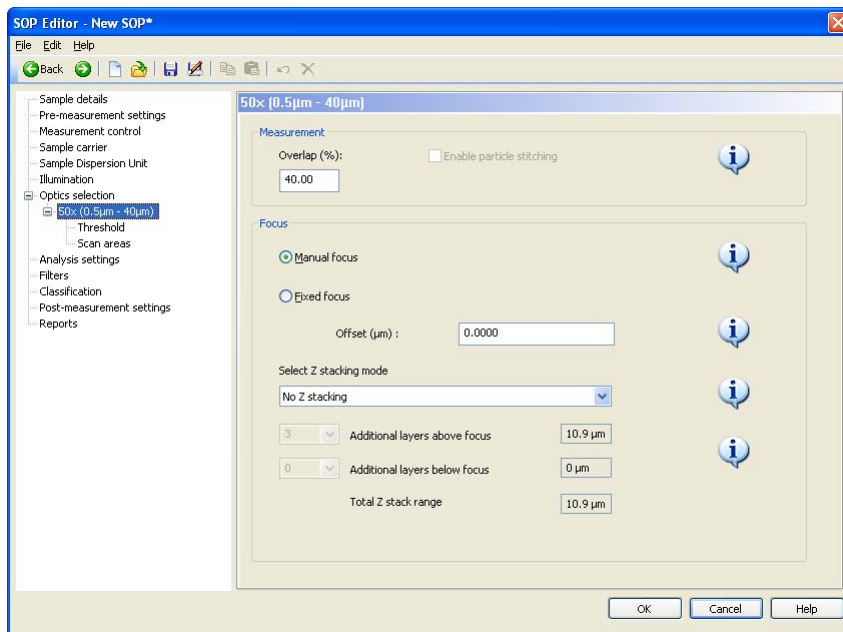 SOP Editor - New SOP*
File Edit Help
Back
Sample details
Pre-measurement settings
Measurement control
Sample carrier
Sample Dispersion Unit
Illumination
Optics selection
50x (0.5µm - 40µm)
Threshold
Scan areas
Analysis settings
Filters
Classification
Post-measurement settings
Reports
50x (0.5µm - 40µm)
Measurement
Overlap (%): Enable particle stitching
40.00
Focus
Manual focus
Fixed focus
Offset (µm) : 0.0000
Select Z stacking mode
No Z stacking
3 Additional layers above focus 10.9 µm
0 Additional layers below focus 0 µm
Total Z stack range 10.9 µm
OK Cancel Help